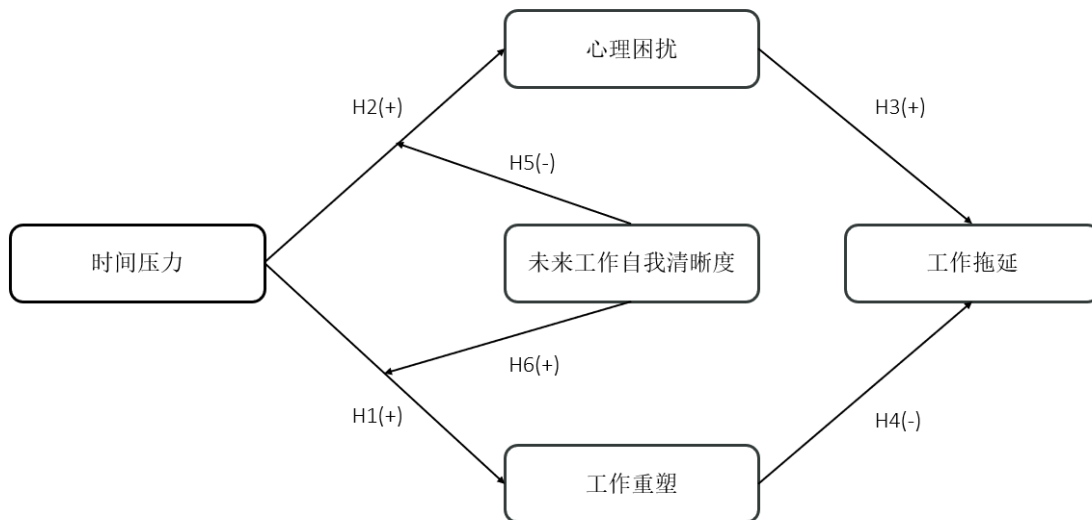 心理困扰
H2(+)
H3(+)
H5(-)
时间压力
未来工作自我清晰度
工作拖延
H6(+)
H1(+)
H4(-)
工作重塑